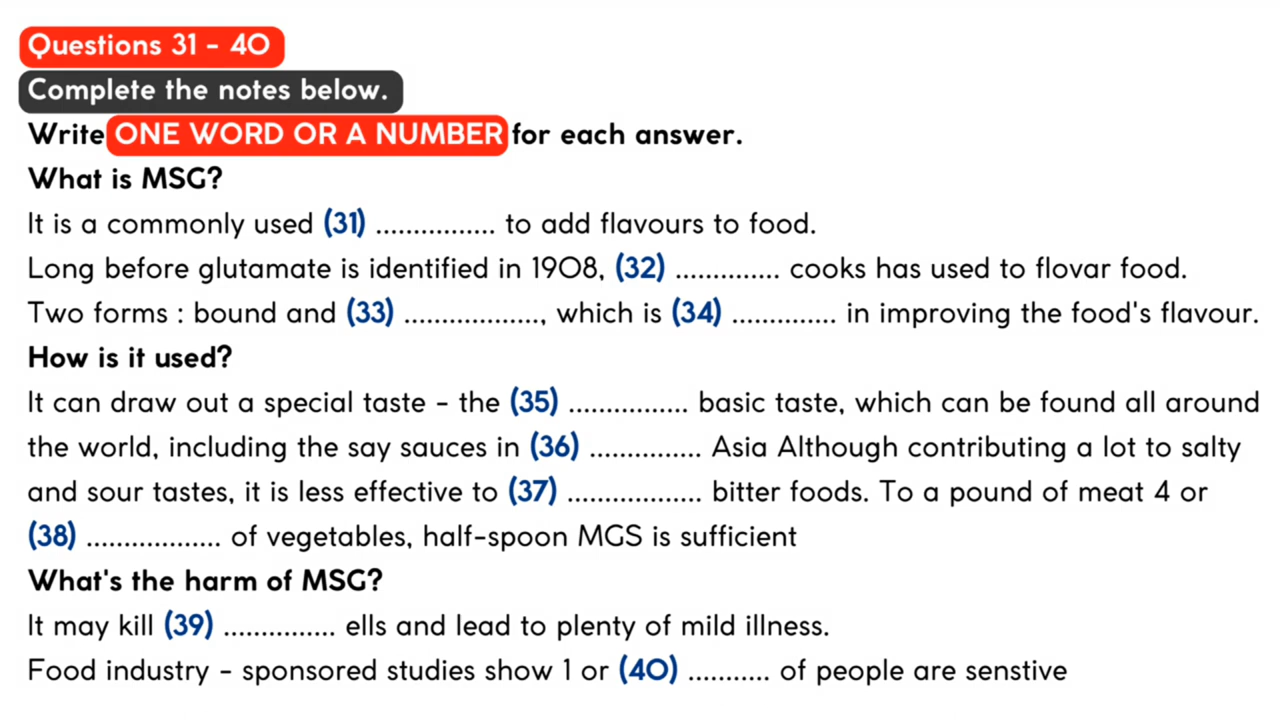 Questions 31 - 40
Complete the notes below.
Write ONE WORD OR A NUMBER for each answer.
What is MSG?
It is a commonly used (31) ................ to add flavours to food.
Long before glutamate is identified in 1908, (32) .............. cooks has used to flovar food.
Two forms : bound and (33) .................., which is (34) .............. in improving the food's flavour.
How is it used?
It can draw out a special taste - the (35) ................ basic taste, which can be found all around
the world, including the say sauces in (36) ............... Asia Although contributing a lot to salty
and sour tastes, it is less effective to (37) .................. bitter foods. To a pound of meat 4 or
(38) .................. of vegetables, half-spoon MGS is sufficient
What's the harm of MSG?
It may kill (39) ............... ells and lead to plenty of mild illness.
Food industry - sponsored studies show 1 or (40) ........... of people are senstive